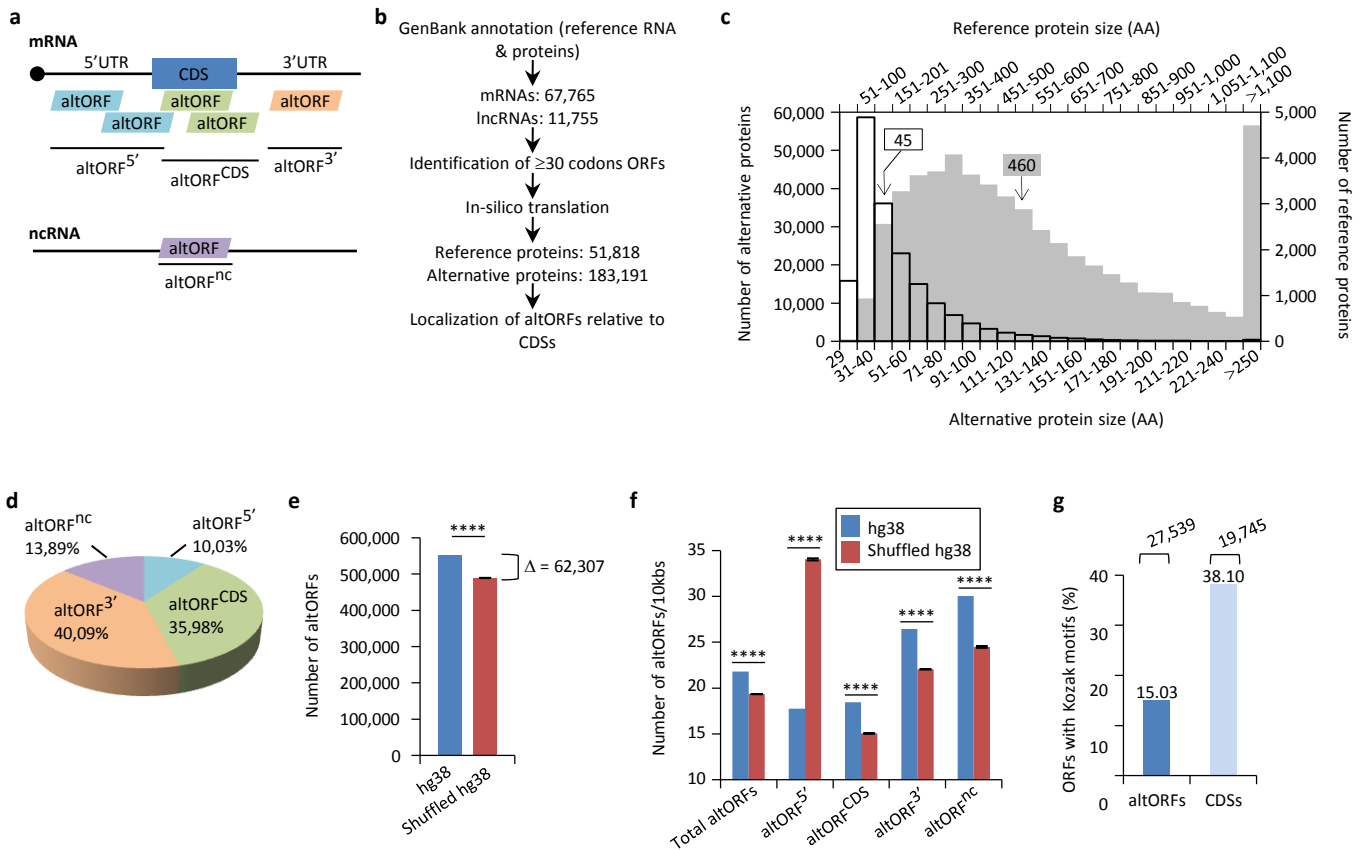 a
mRNA
5’UTR
CDS
3’UTR
altORF
altORF
altORF
altORF
altORF
altORF5’
altORFCDS
altORF3’
ncRNA
altORF
altORFnc
b
GenBank annotation (reference RNA
& proteins)
mRNAs: 67,765
lncRNAs: 11,755
Identification of ≥30 codons ORFs
In-silico translation
Reference proteins: 51,818
Alternative proteins: 183,191
Localization of altORFs relative to
CDSs
c
Reference protein size (AA)
51-100
151-201
251-300
351-400
451-500
551-600
651-700
751-800
851-900
951-1,000
1,051-1,100
>1,100
Number of alternative proteins
60,000
50,000
40,000
30,000
20,000
10,000
0
45
460
5,000
4,000
3,000
2,000
1,000
0
Number of reference proteins
29
31-40
51-60
71-80
91-100
111-120
131-140
151-160
171-180
191-200
211-220
221-240
>250
Alternative protein size (AA)
d
altORFnc
13,89%
altORF5’
10,03%
altORF3’
40,09%
altORFCDS
35,98%
e
Number of altORFs
600,000
500,000
400,000
300,000
200,000
100,000
0
****
Δ = 62,307
hg38
Shuffled hg38
f
hg38
Shuffled hg38
Number of altORFs/10kbs
35
30
25
20
15
10
****
****
****
****
****
Total altORFs
altORF5’
altORFCDS
altORF3’
altORFnc
g
27,539
19,745
ORFs with Kozak motifs (%)
40
30
20
10
0
15.03
38.10
altORFs
CDSs